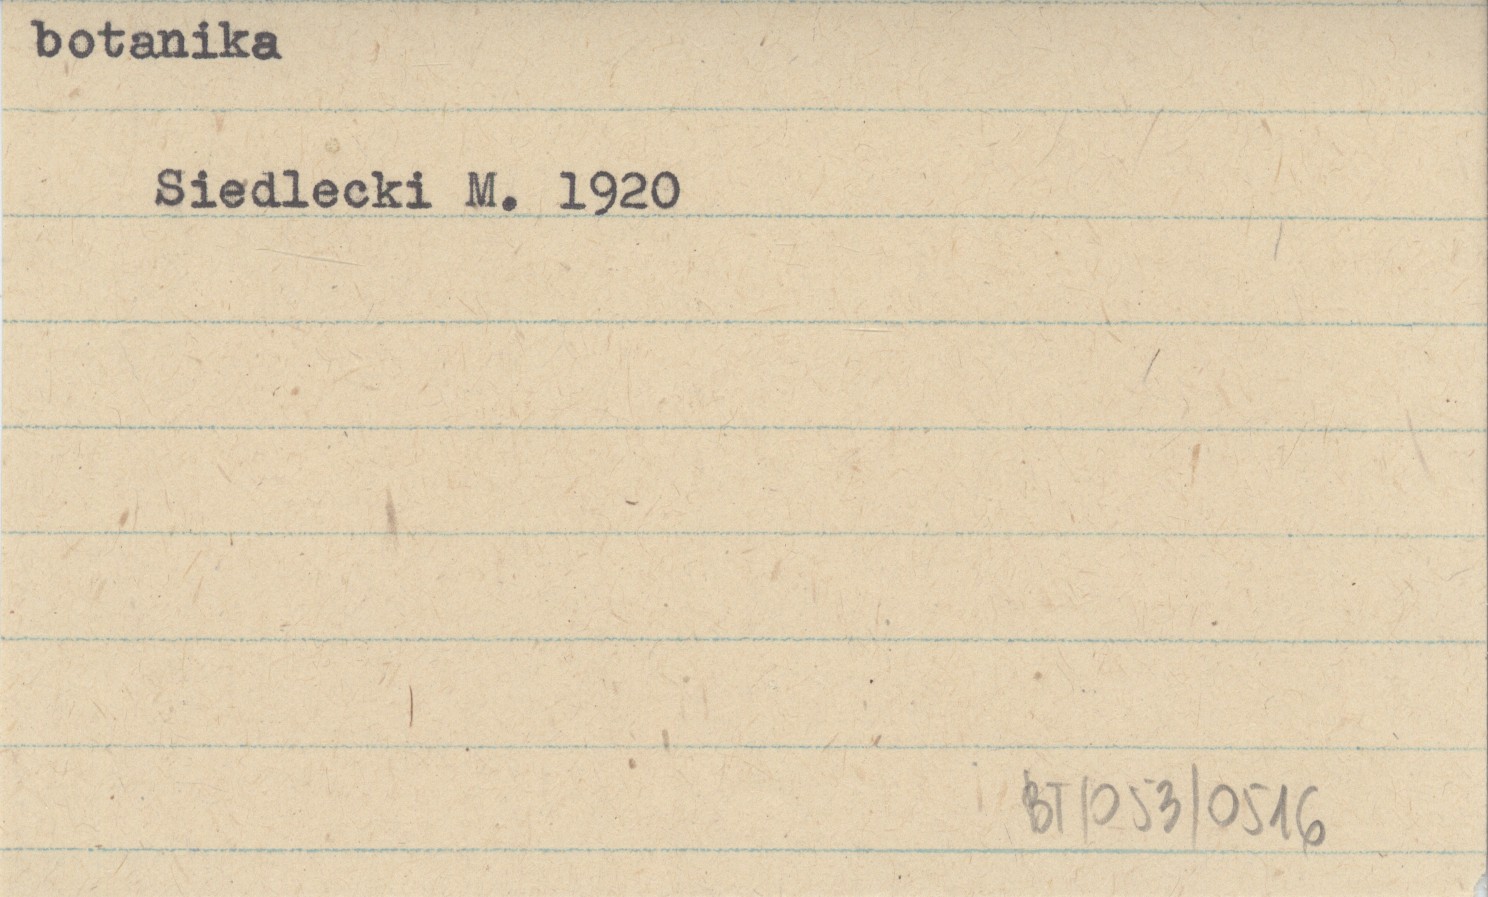 botanika
Siedlecki M. 1920
BT/053/0516